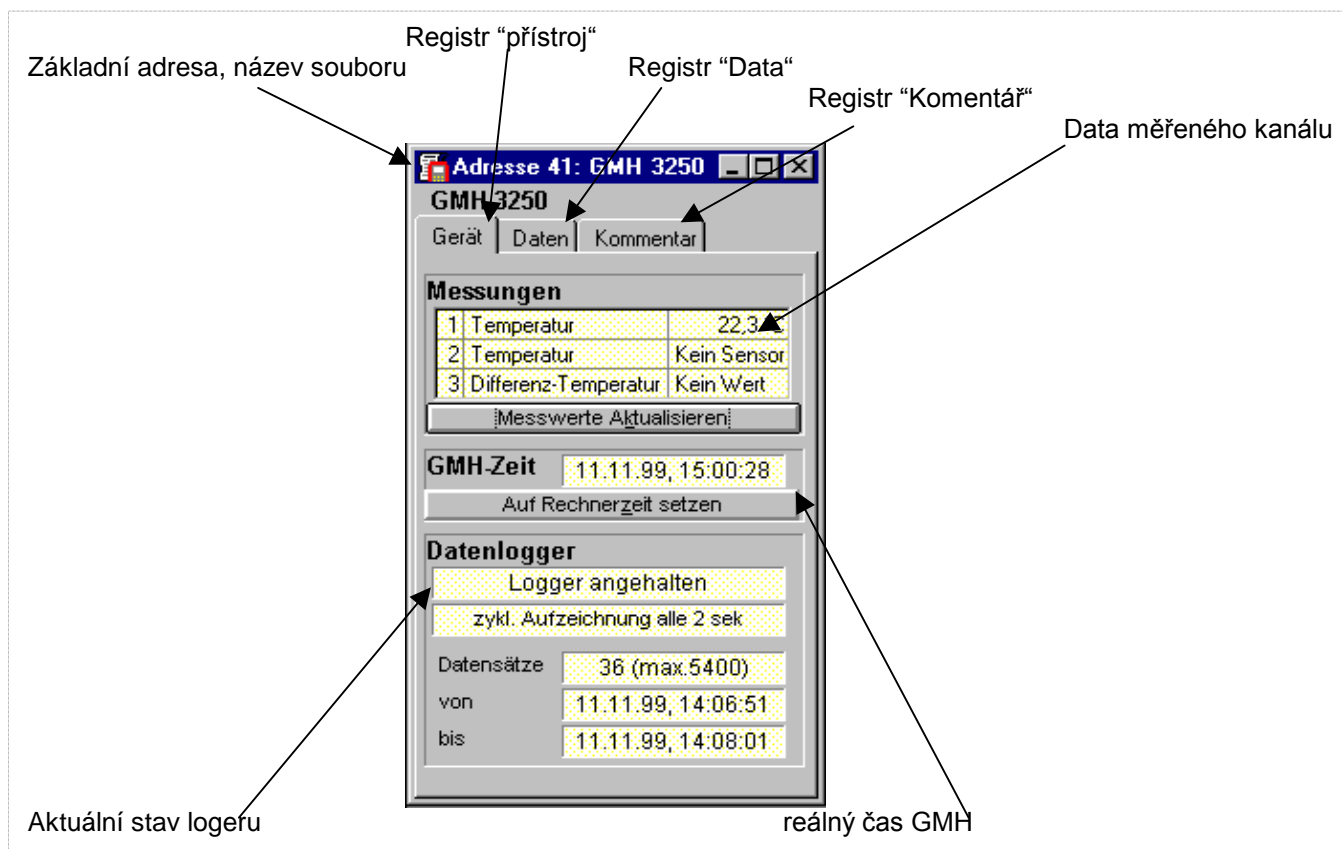 Registr “přístroj“
Základní adresa, název souboru
Registr “Data“
Registr “Komentář“
Data měřeného kanálu
Adresse 41: GMH 3250
GMH 3250
Gerät Daten Kommentar
Messungen
1 Temperatur 22,3
2 Temperatur Kein Sensor
3 Differenz-Temperatur Kein Wert
Messwerte Aktualisieren
GMH-Zeit 11.11.99, 15:00:28
Auf Rechnerzeit setzen
Datenlogger
Logger angehalten
zykl. Aufzeichnung alle 2 sek
Datensätze 36 (max.5400)
von 11.11.99, 14:06:51
bis 11.11.99, 14:08:01
Aktuální stav logeru
reálný čas GMH